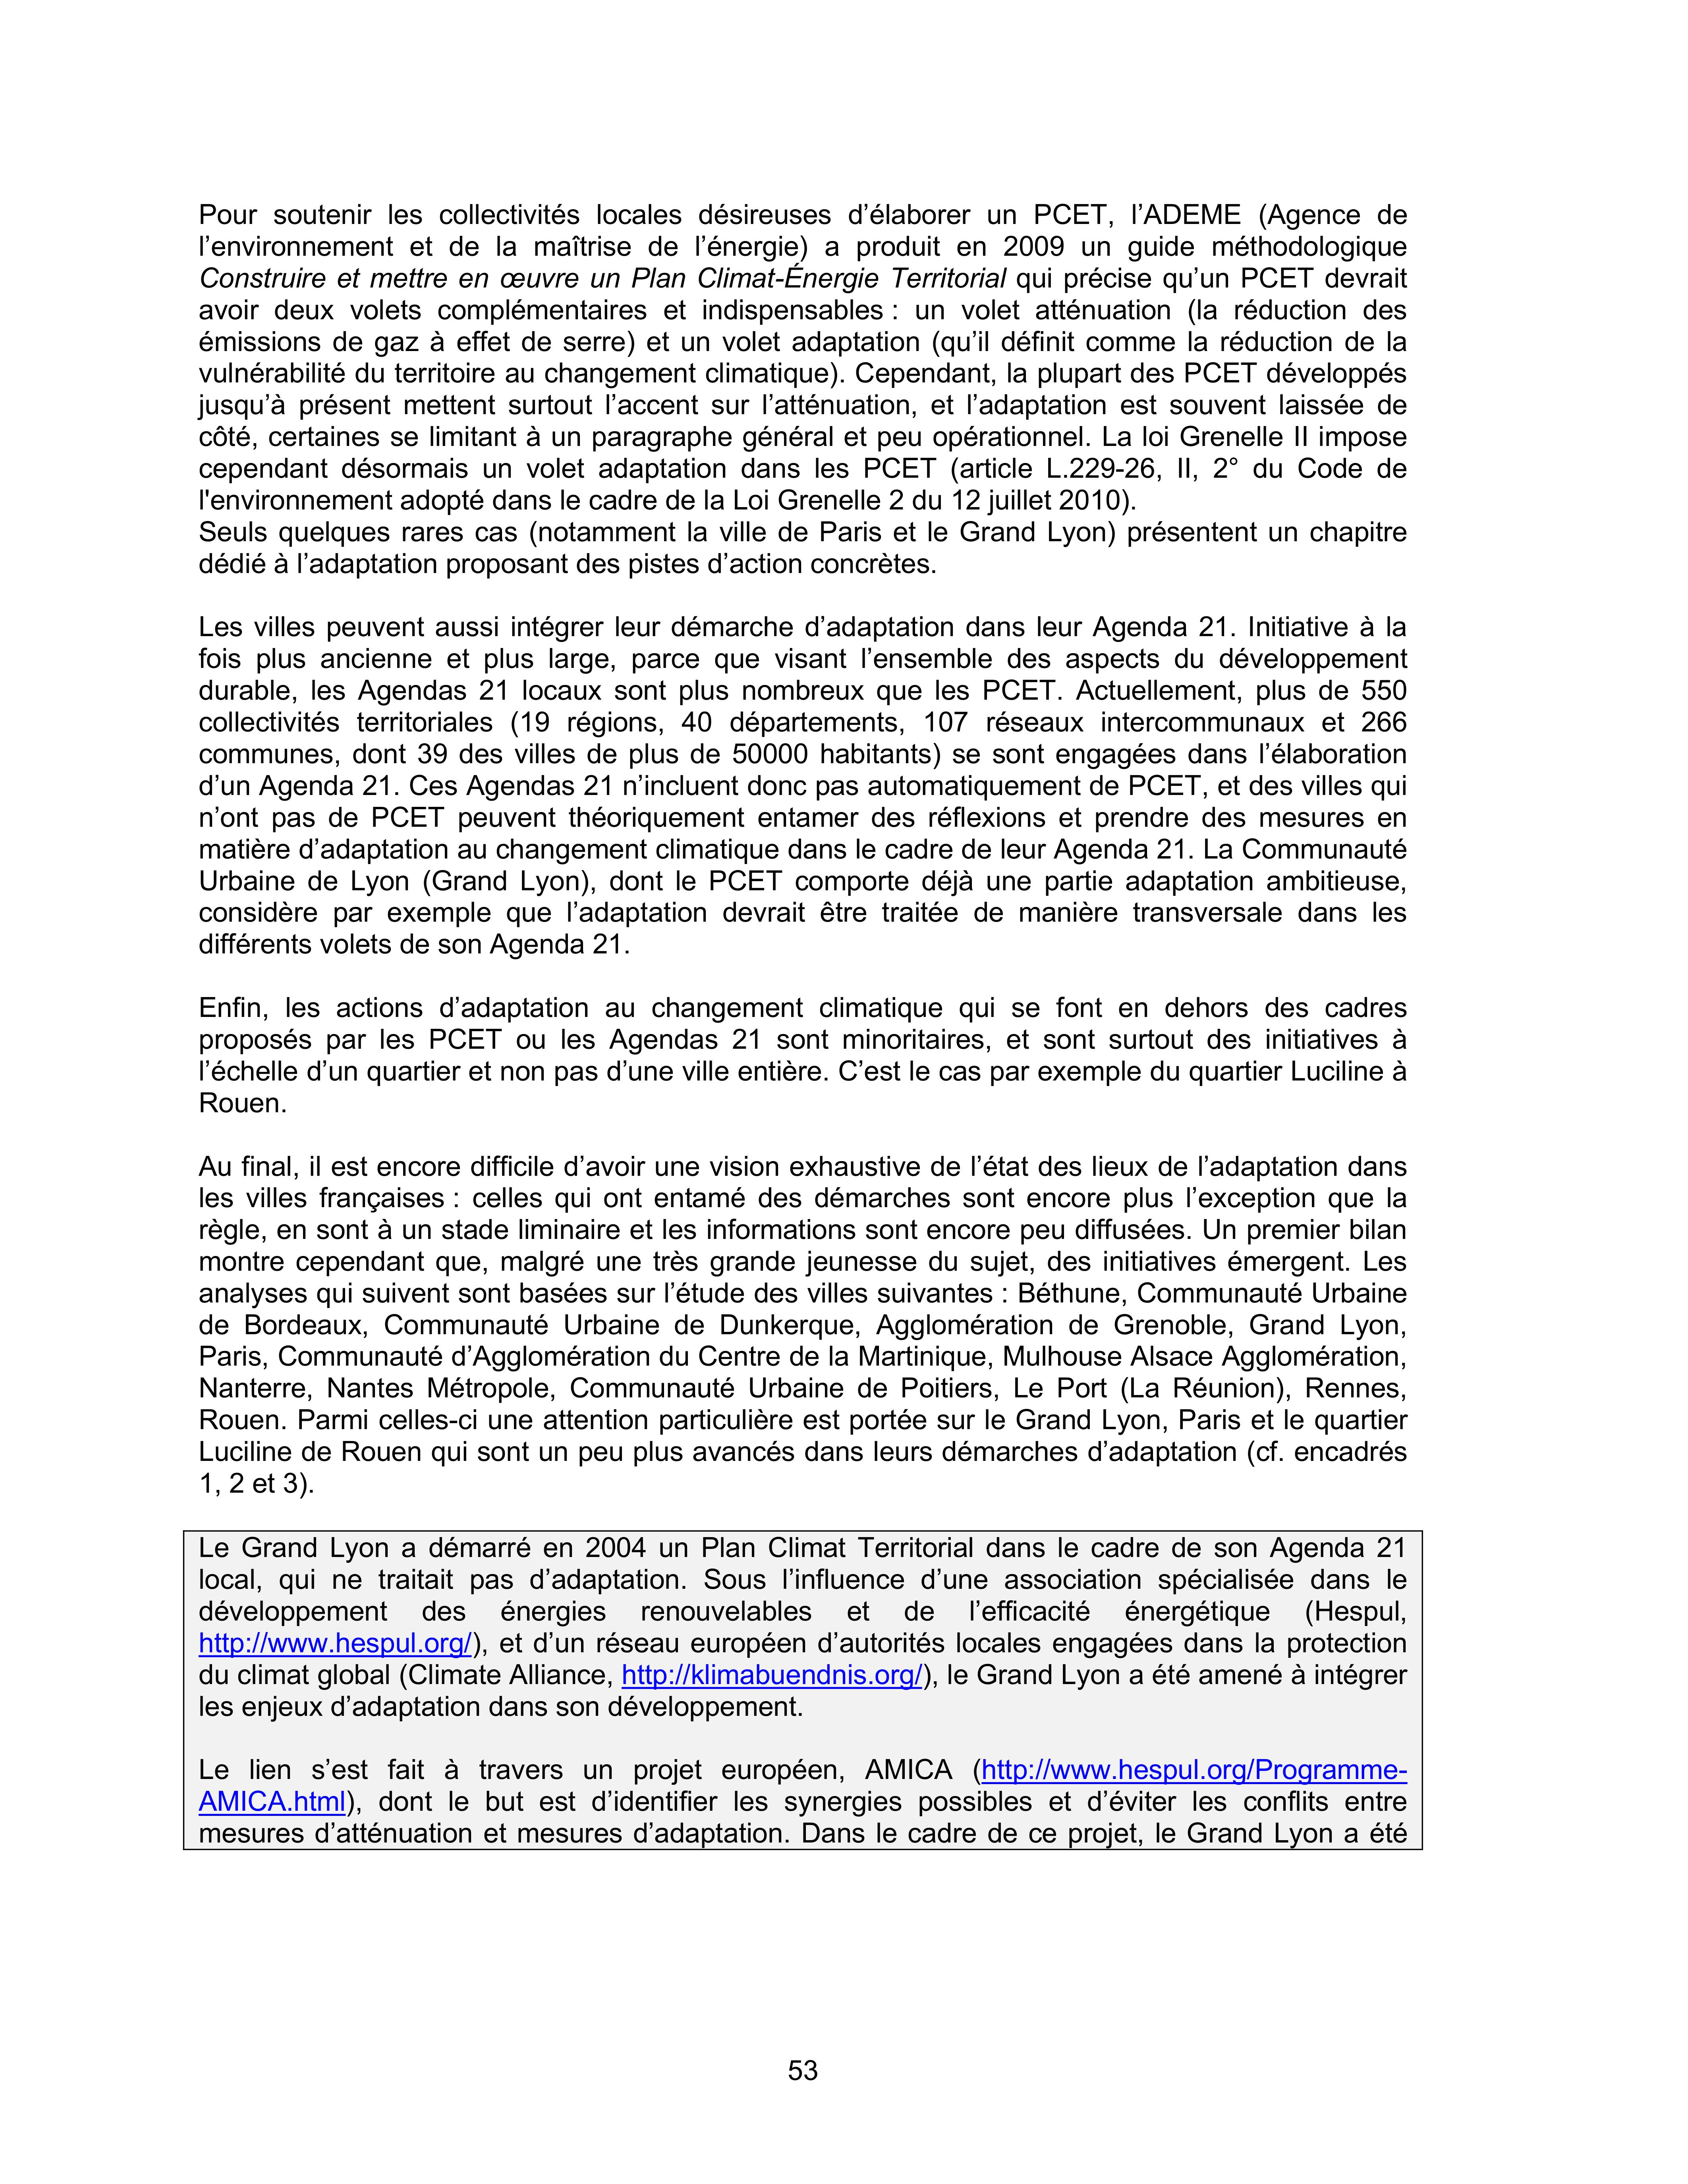 Pour soutenir les collectivités locales désireuses d’élaborer un PCET, l’ADEME (Agence de
l’environnement et de la maîtrise de l’énergie) a produit en 2009 un guide méthodologique
Construire et mettre en œuvre un Plan Climat-Énergie Territorial qui précise qu’un PCET devrait
avoir deux volets complémentaires et indispensables : un volet atténuation (la réduction des
émissions de gaz à effet de serre) et un volet adaptation (qu’il définit comme la réduction de la
vulnérabilité du territoire au changement climatique). Cependant, la plupart des PCET développés
jusqu’à présent mettent surtout l’accent sur l’atténuation, et l’adaptation est souvent laissée de
côté, certaines se limitant à un paragraphe général et peu opérationnel. La loi Grenelle II impose
cependant désormais un volet adaptation dans les PCET (article L.229-26, II, 2° du Code de
l'environnement adopté dans le cadre de la Loi Grenelle 2 du 12 juillet 2010).
Seuls quelques rares cas (notamment la ville de Paris et le Grand Lyon) présentent un chapitre
dédié à l’adaptation proposant des pistes d’action concrètes.
Les villes peuvent aussi intégrer leur démarche d’adaptation dans leur Agenda 21. Initiative à la
fois plus ancienne et plus large, parce que visant l’ensemble des aspects du développement
durable, les Agendas 21 locaux sont plus nombreux que les PCET. Actuellement, plus de 550
collectivités territoriales (19 régions, 40 départements, 107 réseaux intercommunaux et 266
communes, dont 39 des villes de plus de 50000 habitants) se sont engagées dans l’élaboration
d’un Agenda 21. Ces Agendas 21 n’incluent donc pas automatiquement de PCET, et des villes qui
n’ont pas de PCET peuvent théoriquement entamer des réflexions et prendre des mesures en
matière d’adaptation au changement climatique dans le cadre de leur Agenda 21. La Communauté
Urbaine de Lyon (Grand Lyon), dont le PCET comporte déjà une partie adaptation ambitieuse,
considère par exemple que l’adaptation devrait être traitée de manière transversale dans les
différents volets de son Agenda 21.
Enfin, les actions d’adaptation au changement climatique qui se font en dehors des cadres
proposés par les PCET ou les Agendas 21 sont minoritaires, et sont surtout des initiatives à
l’échelle d’un quartier et non pas d’une ville entière. C’est le cas par exemple du quartier Luciline à
Rouen.
Au final, il est encore difficile d’avoir une vision exhaustive de l’état des lieux de l’adaptation dans
les villes françaises : celles qui ont entamé des démarches sont encore plus l’exception que la
règle, en sont à un stade liminaire et les informations sont encore peu diffusées. Un premier bilan
montre cependant que, malgré une très grande jeunesse du sujet, des initiatives émergent. Les
analyses qui suivent sont basées sur l’étude des villes suivantes : Béthune, Communauté Urbaine
de Bordeaux, Communauté Urbaine de Dunkerque, Agglomération de Grenoble, Grand Lyon,
Paris, Communauté d’Agglomération du Centre de la Martinique, Mulhouse Alsace Agglomération,
Nanterre, Nantes Métropole, Communauté Urbaine de Poitiers, Le Port (La Réunion), Rennes,
Rouen. Parmi celles-ci une attention particulière est portée sur le Grand Lyon, Paris et le quartier
Luciline de Rouen qui sont un peu plus avancés dans leurs démarches d’adaptation (cf. encadrés
1, 2 et 3).
Le Grand Lyon a démarré en 2004 un Plan Climat Territorial dans le cadre de son Agenda 21
local, qui ne traitait pas d’adaptation. Sous l’influence d’une association spécialisée dans le
développement des énergies renouvelables et de l’efficacité énergétique (Hespul,
http://www.hespul.org/), et d’un réseau européen d’autorités locales engagées dans la protection
du climat global (Climate Alliance, http://klimabuendnis.org/), le Grand Lyon a été amené à intégrer
les enjeux d’adaptation dans son développement.
Le lien s’est fait à travers un projet européen, AMICA (http://www.hespul.org/Programme-
AMICA.html), dont le but est d’identifier les synergies possibles et d’éviter les conflits entre
mesures d’atténuation et mesures d’adaptation. Dans le cadre de ce projet, le Grand Lyon a été
53